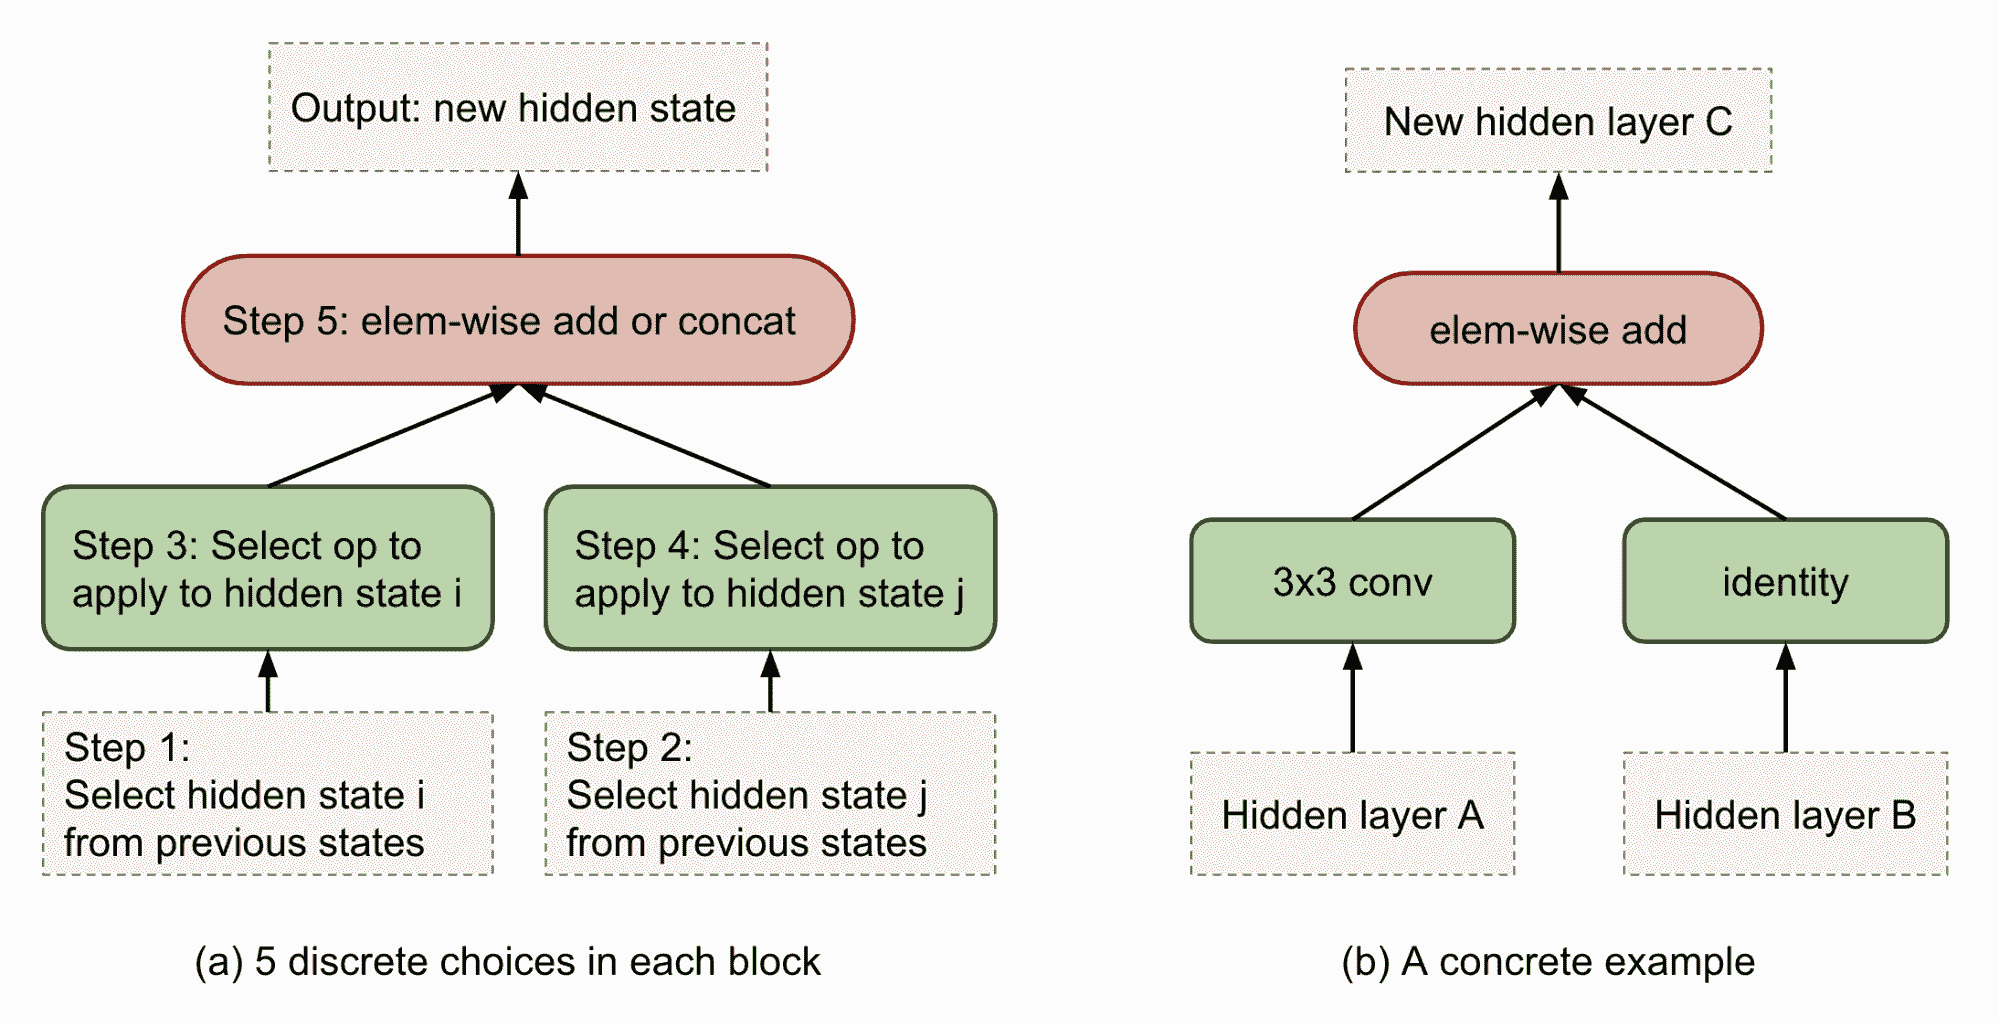 Output: new hidden state
Step 5: elem-wise add or concat
Step 3: Select op to
apply to hidden state i
Step 4: Select op to
apply to hidden state j
Step 1:
Select hidden state i
from previous states
Step 2:
Select hidden state j
from previous states
(a) 5 discrete choices in each block
New hidden layer C
elem-wise add
3x3 conv
identity
Hidden layer A
Hidden layer B
(b) A concrete example